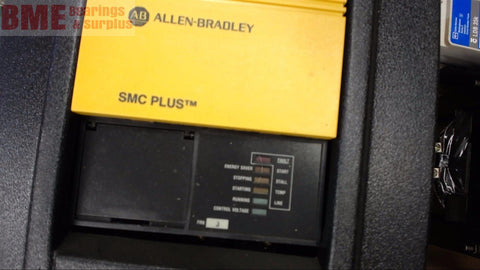 BME Bearings & Surplus
AB ALLEN-BRADLEY
SMC PLUS™
FAULT
ENERGY SAVER START
STOPPING STALL
STARTING TEMP
RUNNING LINE
CONTROL VOLTAGE